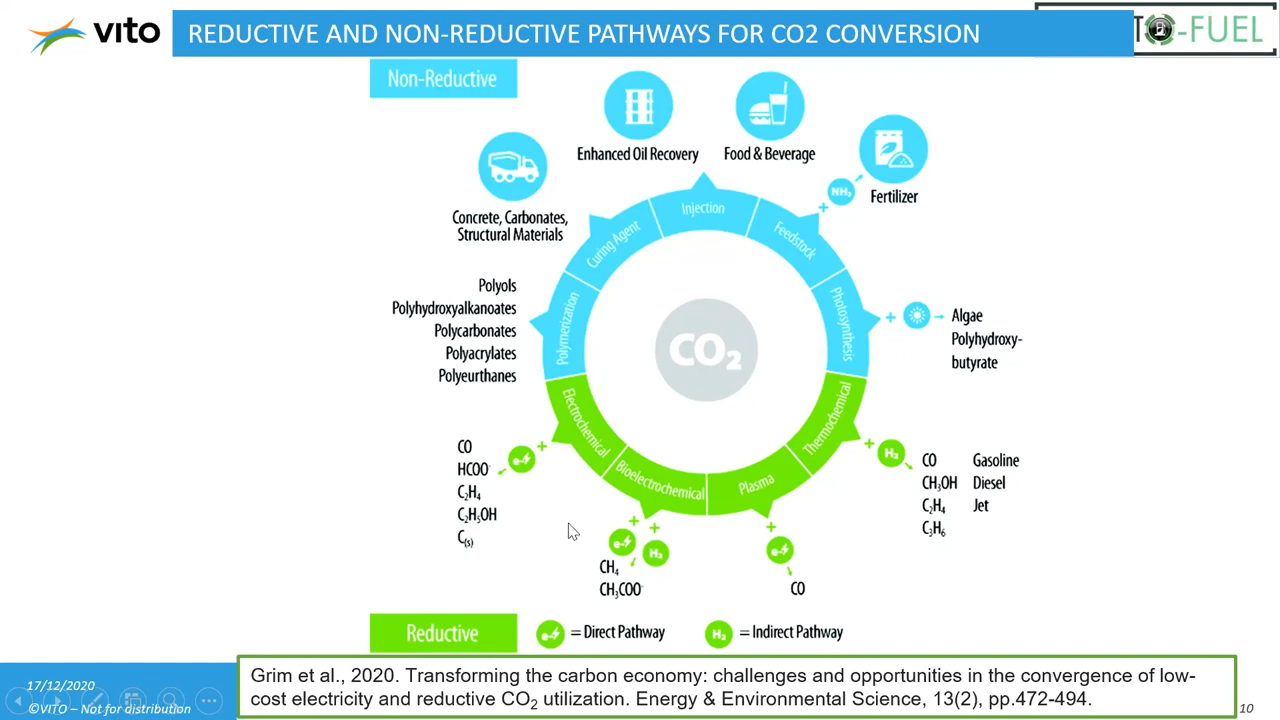 vito
REDUCTIVE AND NON-REDUCTIVE PATHWAYS FOR CO2 CONVERSION
-FUEL
Non-Reductive
Enhanced Oil Recovery
Food & Beverage
NH₃
Fertilizer
Concrete, Carbonates,
Structural Materials
Injection
Curing Agent
Feedstock
Polyols
Polyhydroxyalkanoates
Polycarbonates
Polyacrylates
Polyeurthanes
Polymerization
CO₂
Photosynthesis
+
Algae
Polyhydroxy-
butyrate
Electrochemical
Bioelectrochemical
Plasma
Thermochemical
CO
HCOO⁻
C₂H₄
C₂H₅OH
C(s)
+
e⁻
+ +
e⁻ H₂
CH₄
CH₃COO⁻
+
e⁻
CO
+
H₂
CO Gasoline
CH₃OH Diesel
C₂H₄ Jet
C₃H₆
Reductive
e⁻ = Direct Pathway
H₂ = Indirect Pathway
Grim et al., 2020. Transforming the carbon economy: challenges and opportunities in the convergence of low-
cost electricity and reductive CO₂ utilization. Energy & Environmental Science, 13(2), pp.472-494.
17/12/2020
©VITO – Not for distribution
10